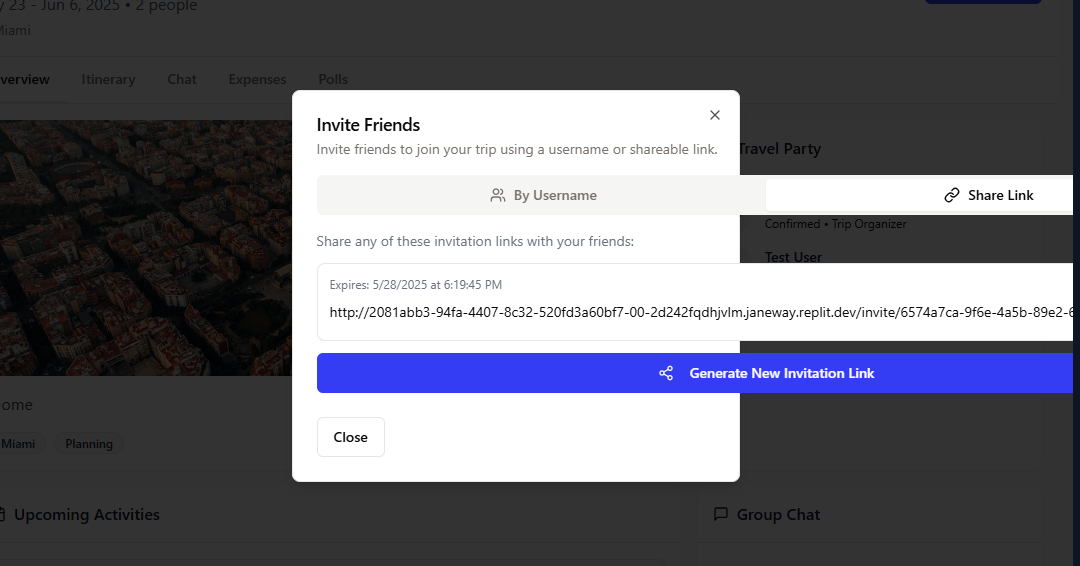 23 - Jun 6, 2025 • 2 people
Miami
verview Itinerary Chat Expenses Polls
Invite Friends
Invite friends to join your trip using a username or shareable link.
Travel Party
By Username
Share Link
Confirmed • Trip Organizer
Share any of these invitation links with your friends:
Test User
Expires: 5/28/2025 at 6:19:45 PM
http://2081abb3-94fa-4407-8c32-520fd3a60bf7-00-2d242fqdhjvlm.janeway.replit.dev/invite/6574a7ca-9f6e-4a5b-89e2-6
Generate New Invitation Link
ome
Close
Miami Planning
Upcoming Activities
Group Chat